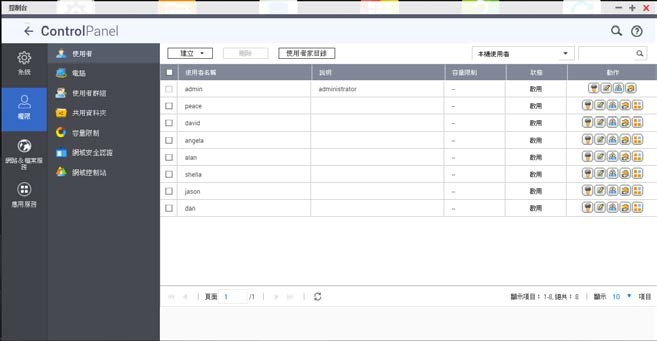 控制台
ControlPanel
系統
權限
網路&檔案服務
應用服務
使用者
電腦
使用者群組
共用資料夾
容量限制
網域安全認證
網域控制站
建立 刪除 使用者家目錄 本機使用者
使用者名稱 說明 容量限制 狀態 動作
admin administrator -- 啟用
peace -- 啟用
david -- 啟用
angela -- 啟用
alan -- 啟用
sheila -- 啟用
jason -- 啟用
dan -- 啟用
頁面 1 /1 顯示項目: 1-8, 總共: 8 | 顯示 10 項目